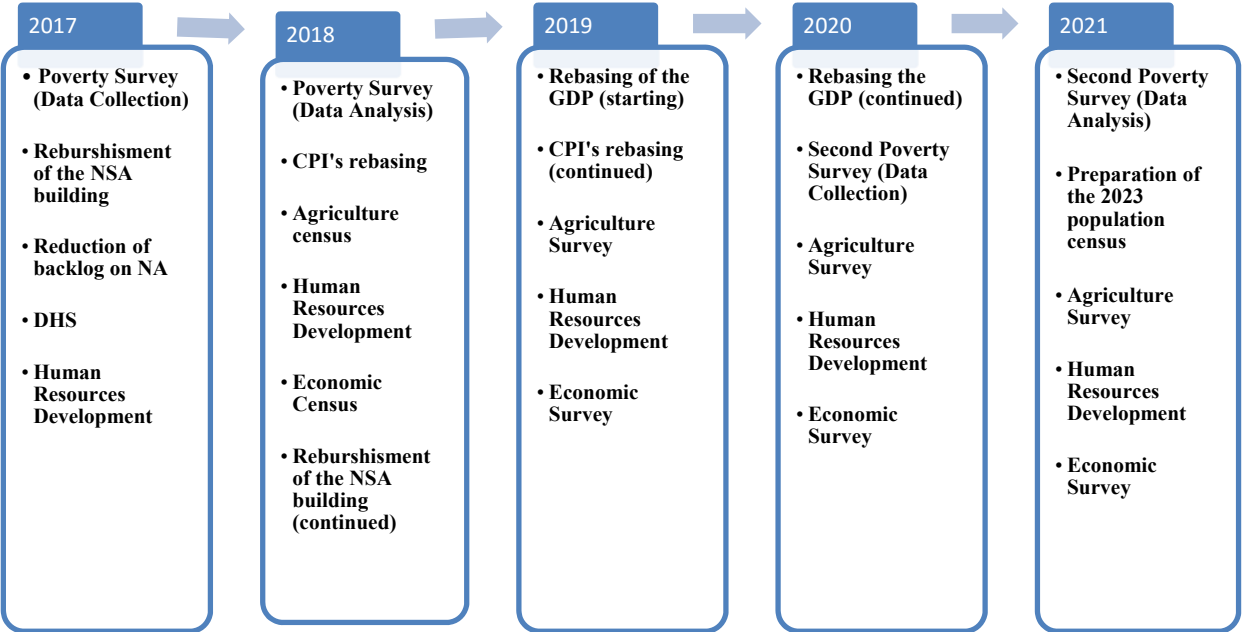 2017
• Poverty Survey
(Data Collection)
• Reburshisment
of the NSA
building
• Reduction of
backlog on NA
• DHS
• Human
Resources
Development
2018
• Poverty Survey
(Data Analysis)
• CPI's rebasing
• Agriculture
census
• Human
Resources
Development
• Economic
Census
• Reburshisment
of the NSA
building
(continued)
2019
• Rebasing of the
GDP (starting)
• CPI's rebasing
(continued)
• Agriculture
Survey
• Human
Resources
Development
• Economic
Survey
2020
• Rebasing the
GDP (continued)
• Second Poverty
Survey (Data
Collection)
• Agriculture
Survey
• Human
Resources
Development
• Economic
Survey
2021
• Second Poverty
Survey (Data
Analysis)
• Preparation of
the 2023
population
census
• Agriculture
Survey
• Human
Resources
Development
• Economic
Survey